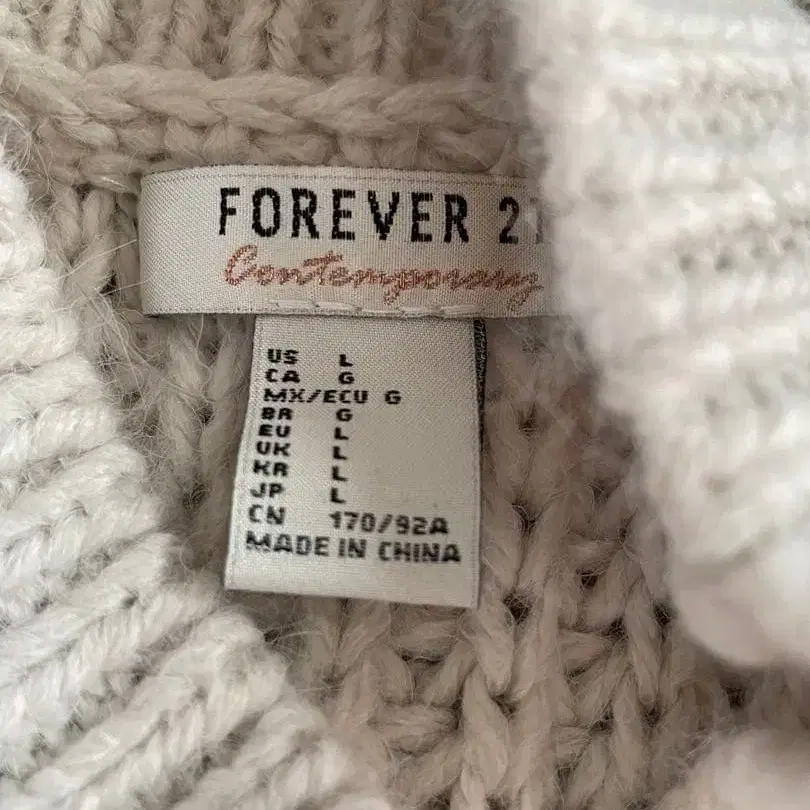 FOREVER 21
Contemporary
US L
CA G
MX/ECU G
BR G
EU L
UK L
KR L
JP L
CN 170/92A
MADE IN CHINA